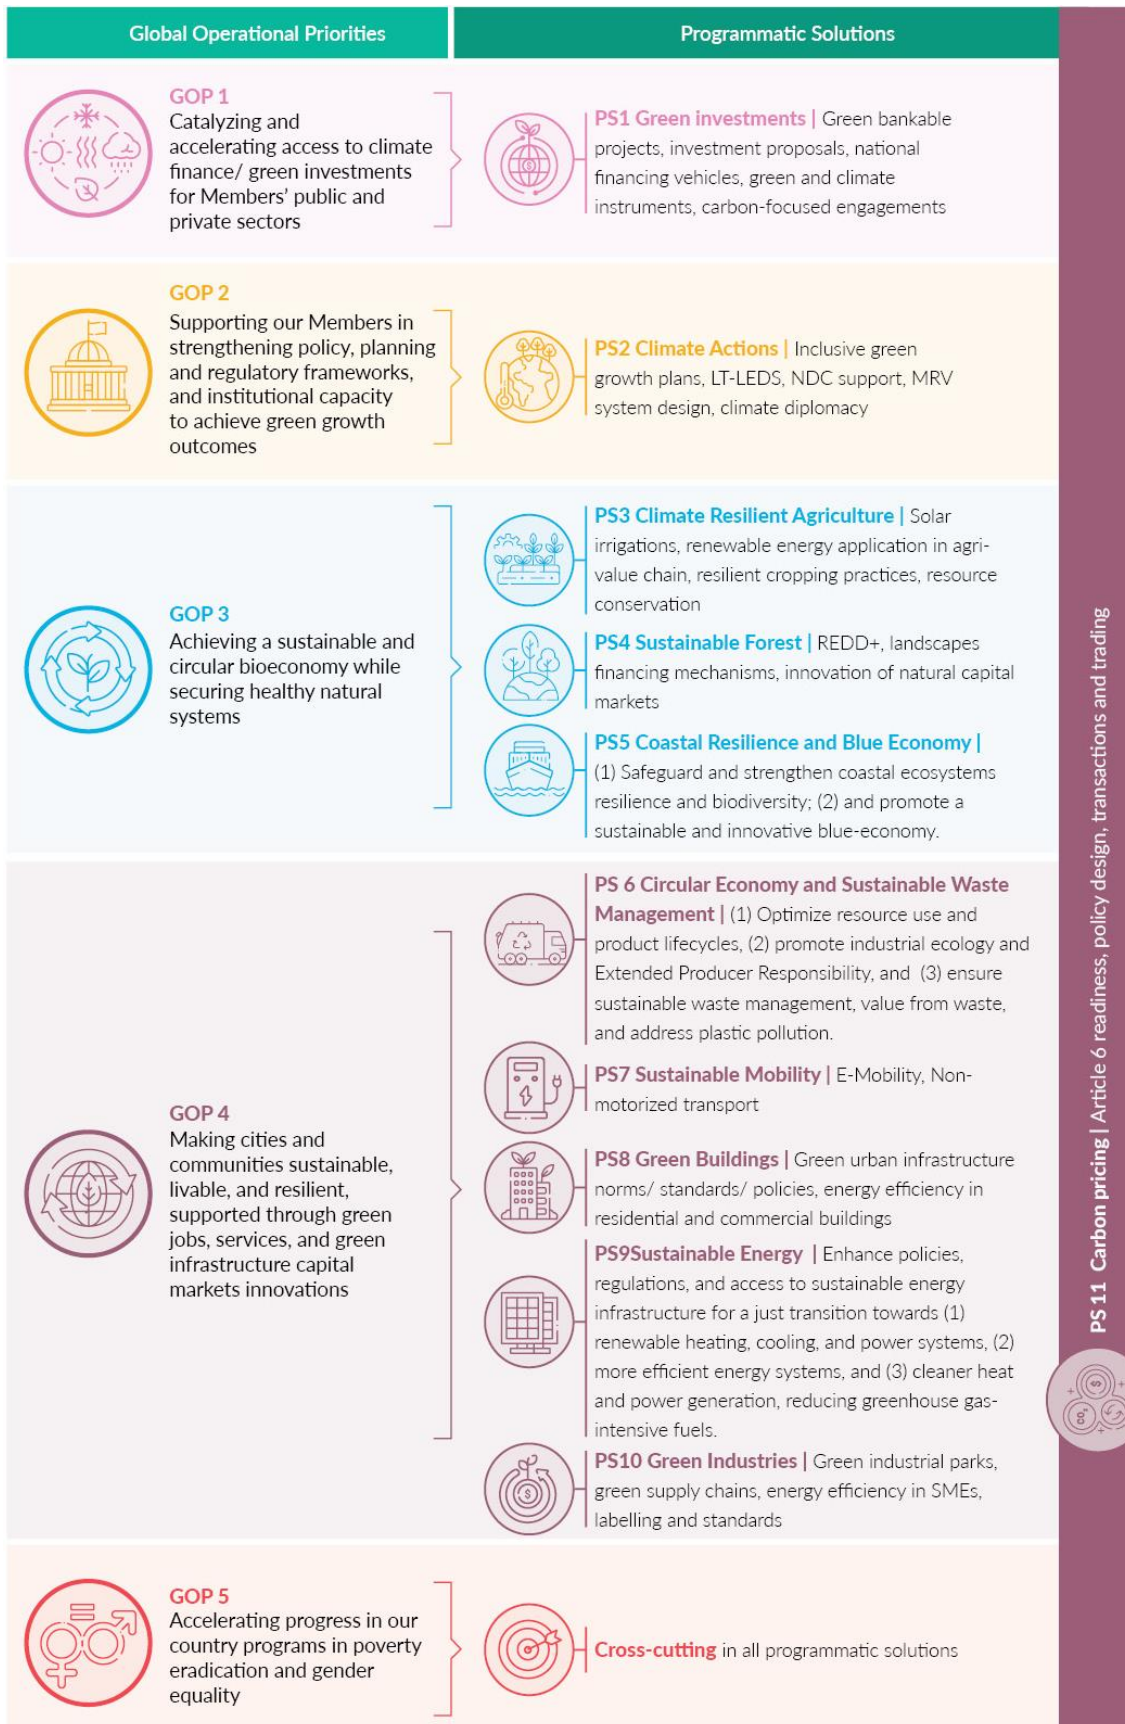 Global Operational Priorities
Programmatic Solutions
GOP 1
Catalyzing and
accelerating access to climate
finance/ green investments
for Members' public and
private sectors
PS1 Green investments | Green bankable
projects, investment proposals, national
financing vehicles, green and climate
instruments, carbon-focused engagements
GOP 2
Supporting our Members in
strengthening policy, planning
and regulatory frameworks,
and institutional capacity
to achieve green growth
outcomes
PS2 Climate Actions | Inclusive green
growth plans, LT-LEDS, NDC support, MRV
system design, climate diplomacy
GOP 3
Achieving a sustainable and
circular bioeconomy while
securing healthy natural
systems
PS3 Climate Resilient Agriculture | Solar
irrigations, renewable energy application in agri-
value chain, resilient cropping practices, resource
conservation
PS4 Sustainable Forest | REDD+, landscapes
financing mechanisms, innovation of natural capital
markets
PS5 Coastal Resilience and Blue Economy |
(1) Safeguard and strengthen coastal ecosystems
resilience and biodiversity; (2) and promote a
sustainable and innovative blue-economy.
GOP 4
Making cities and
communities sustainable,
livable, and resilient,
supported through green
jobs, services, and green
infrastructure capital
markets innovations
PS 6 Circular Economy and Sustainable Waste
Management | (1) Optimize resource use and
product lifecycles, (2) promote industrial ecology and
Extended Producer Responsibility, and (3) ensure
sustainable waste management, value from waste,
and address plastic pollution.
PS7 Sustainable Mobility | E-Mobility, Non-
motorized transport
PS8 Green Buildings | Green urban infrastructure
norms/ standards/ policies, energy efficiency in
residential and commercial buildings
PS9Sustainable Energy | Enhance policies,
regulations, and access to sustainable energy
infrastructure for a just transition towards (1)
renewable heating, cooling, and power systems, (2)
more efficient energy systems, and (3) cleaner heat
and power generation, reducing greenhouse gas-
intensive fuels.
PS10 Green Industries | Green industrial parks,
green supply chains, energy efficiency in SMEs,
labelling and standards
GOP 5
Accelerating progress in our
country programs in poverty
eradication and gender
equality
Cross-cutting in all programmatic solutions
PS 11 Carbon pricing | Article 6 readiness, policy design, transactions and trading